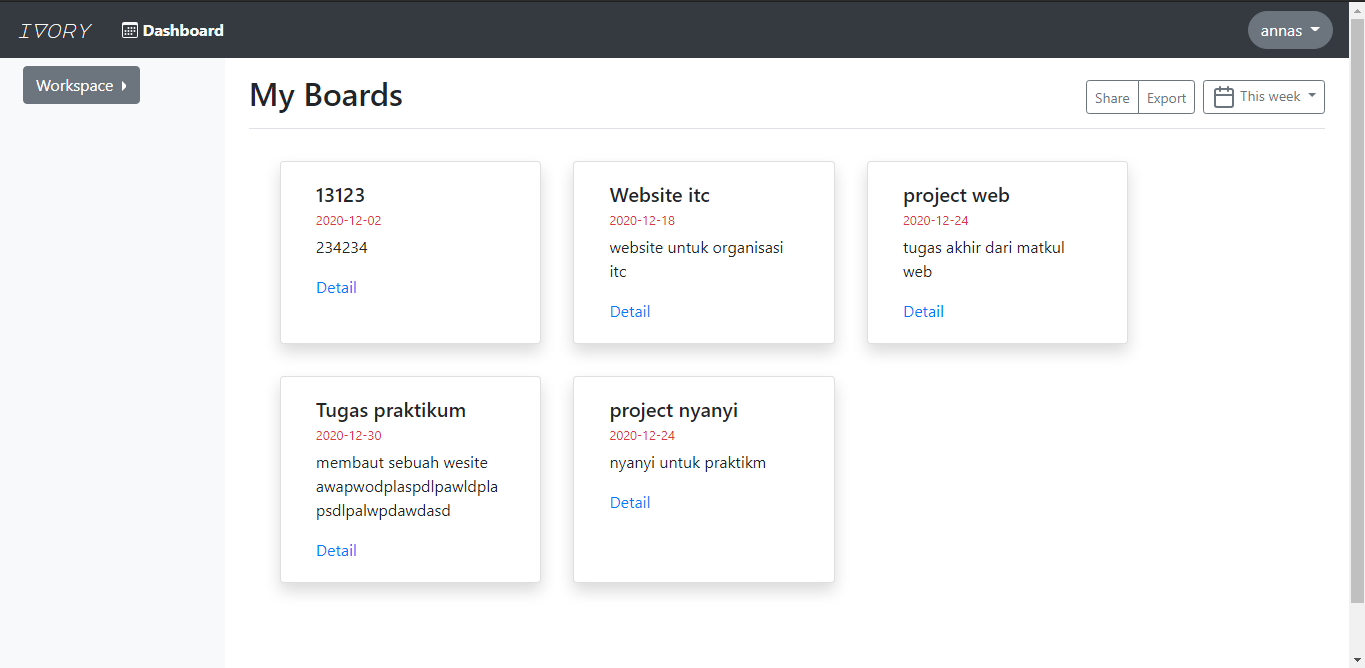 IVORY
Dashboard
annas
Workspace
My Boards
Share
Export
This week
13123
2020-12-02
234234
Detail
Website itc
2020-12-18
website untuk organisasi
itc
Detail
project web
2020-12-24
tugas akhir dari matkul
web
Detail
Tugas praktikum
2020-12-30
membaut sebuah wesite
awapwodplaspdlpawldpla
psdlpalwpdawdasd
Detail
project nyanyi
2020-12-24
nyanyi untuk praktikm
Detail